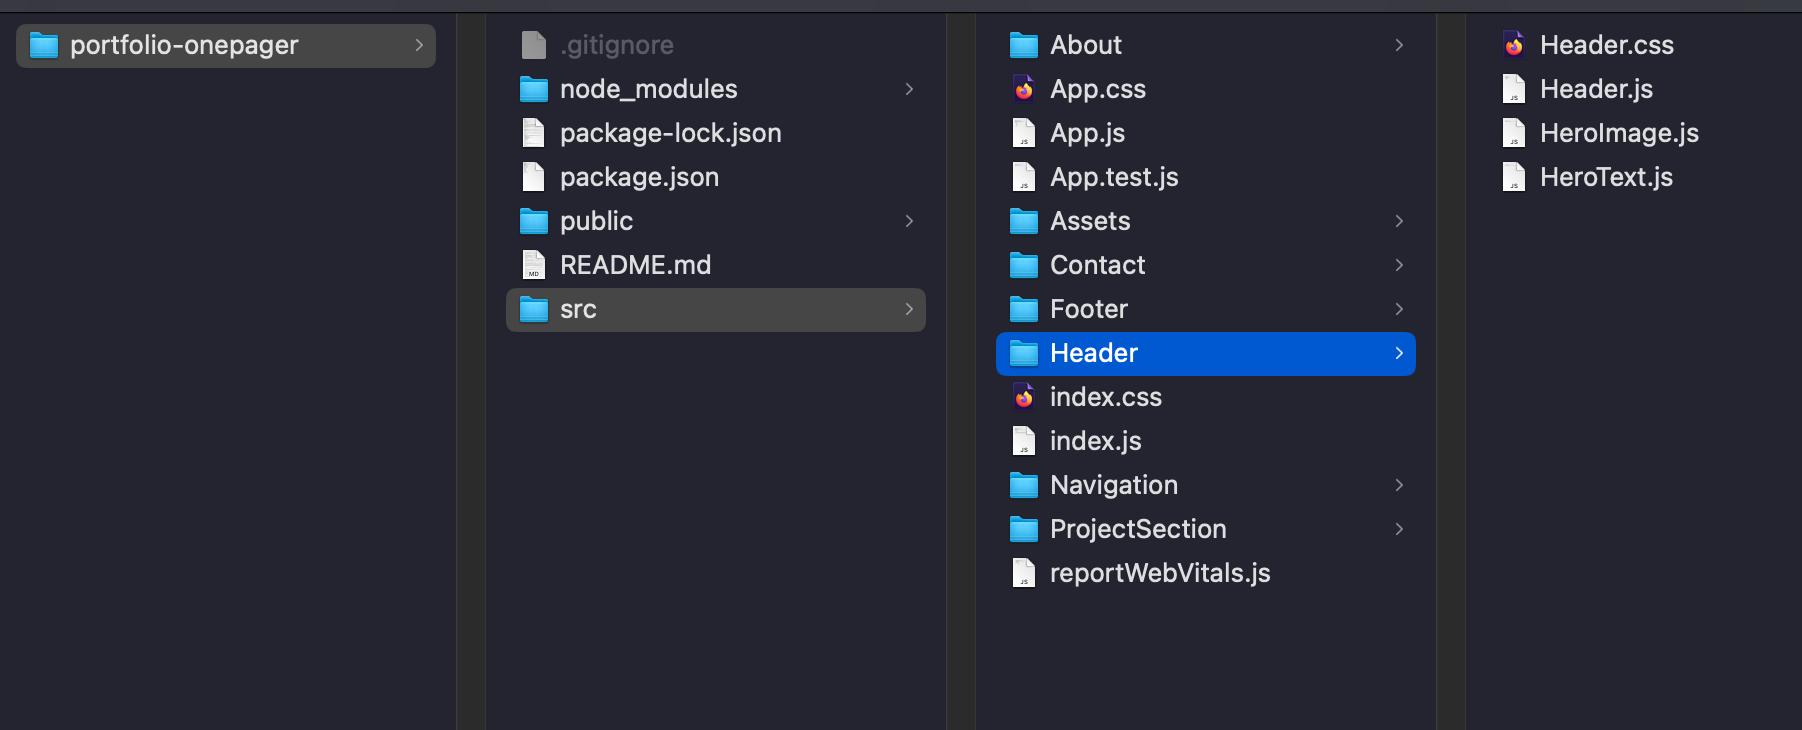 portfolio-onepager
.gitignore
node_modules
package-lock.json
package.json
public
README.md
src
About
App.css
App.js
App.test.js
Assets
Contact
Footer
Header
index.css
index.js
Navigation
ProjectSection
reportWebVitals.js
Header.css
Header.js
HeroImage.js
HeroText.js